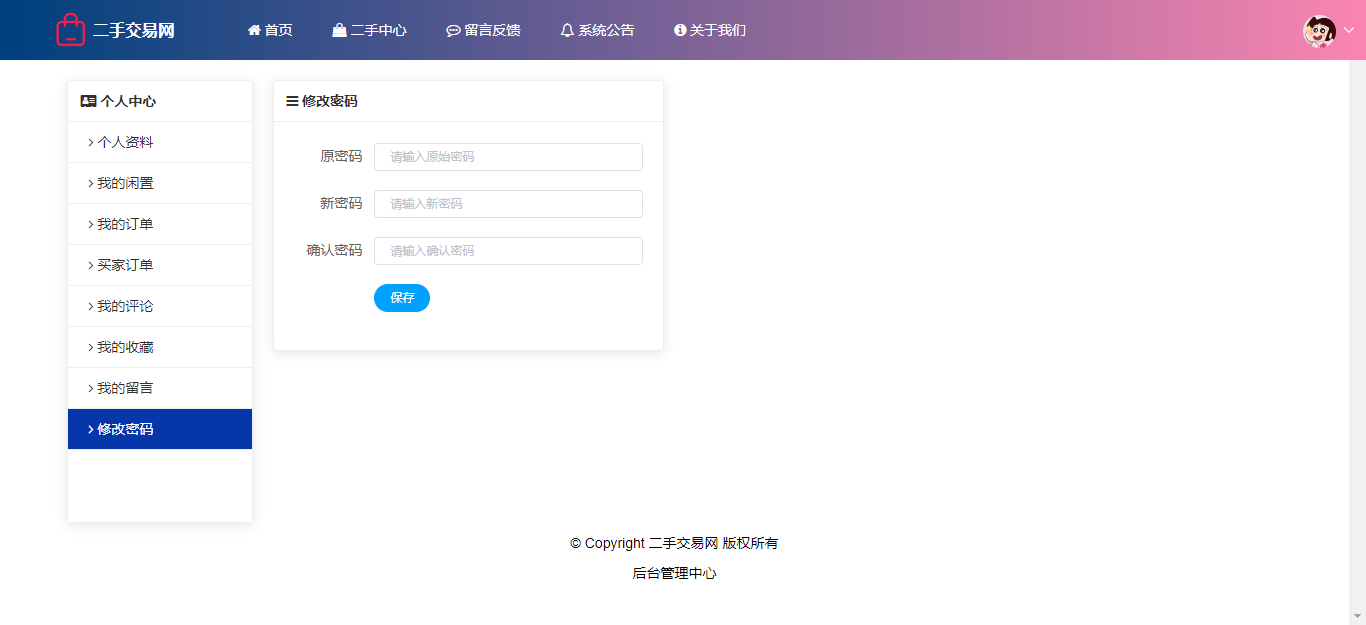 二手交易网 首页 二手中心 留言反馈 系统公告 关于我们
个人中心
个人资料
我的闲置
我的订单
买家订单
我的评论
我的收藏
我的留言
修改密码
修改密码
原密码 请输入原始密码
新密码 请输入新密码
确认密码 请输入确认密码
保存
© Copyright 二手交易网 版权所有
后台管理中心